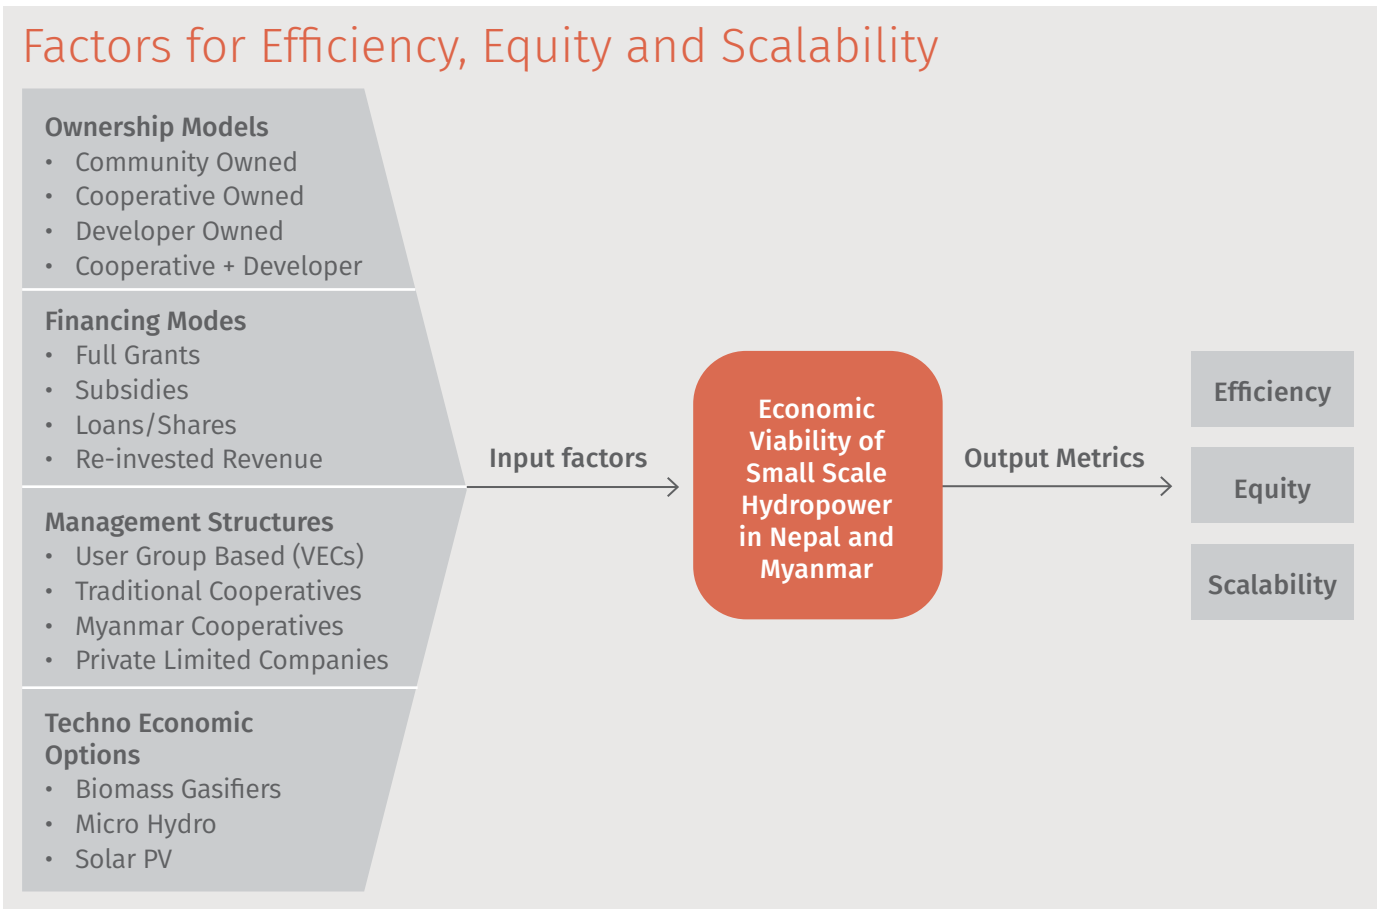 Factors for Efficiency, Equity and Scalability
Ownership Models
• Community Owned
• Cooperative Owned
• Developer Owned
• Cooperative + Developer
Financing Modes
• Full Grants
• Subsidies
• Loans/Shares
• Re-invested Revenue
Management Structures
• User Group Based (VECs)
• Traditional Cooperatives
• Myanmar Cooperatives
• Private Limited Companies
Techno Economic
Options
• Biomass Gasifiers
• Micro Hydro
• Solar PV
Input factors
Economic
Viability of
Small Scale
Hydropower
in Nepal and
Myanmar
Output Metrics
Efficiency
Equity
Scalability